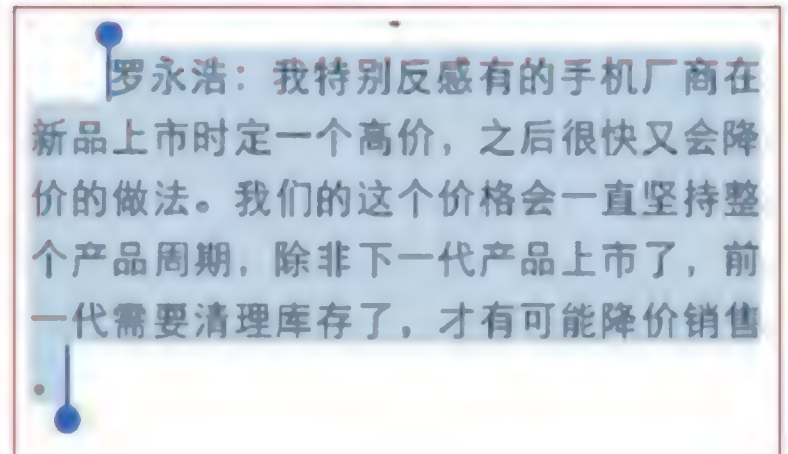 罗永浩：我特别反感有的手机厂商在
新品上市时定一个高价，之后很快又会降
价的做法。我们的这个价格会一直坚持整
个产品周期，除非下一代产品上市了，前
一代需要清理库存了，才有可能降价销售
。